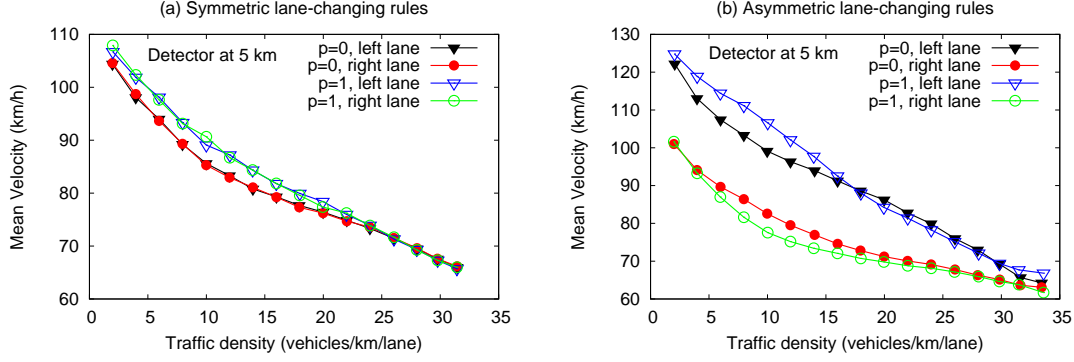 (a) Symmetric lane-changing rules
110
100
90
80
70
60
0 5 10 15 20 25 30 35
Mean Velocity (km/h)
Traffic density (vehicles/km/lane)
Detector at 5 km
p=0, left lane
p=0, right lane
p=1, left lane
p=1, right lane
(b) Asymmetric lane-changing rules
130
120
110
100
90
80
70
60
0 5 10 15 20 25 30 35
Mean Velocity (km/h)
Traffic density (vehicles/km/lane)
Detector at 5 km
p=0, left lane
p=0, right lane
p=1, left lane
p=1, right lane